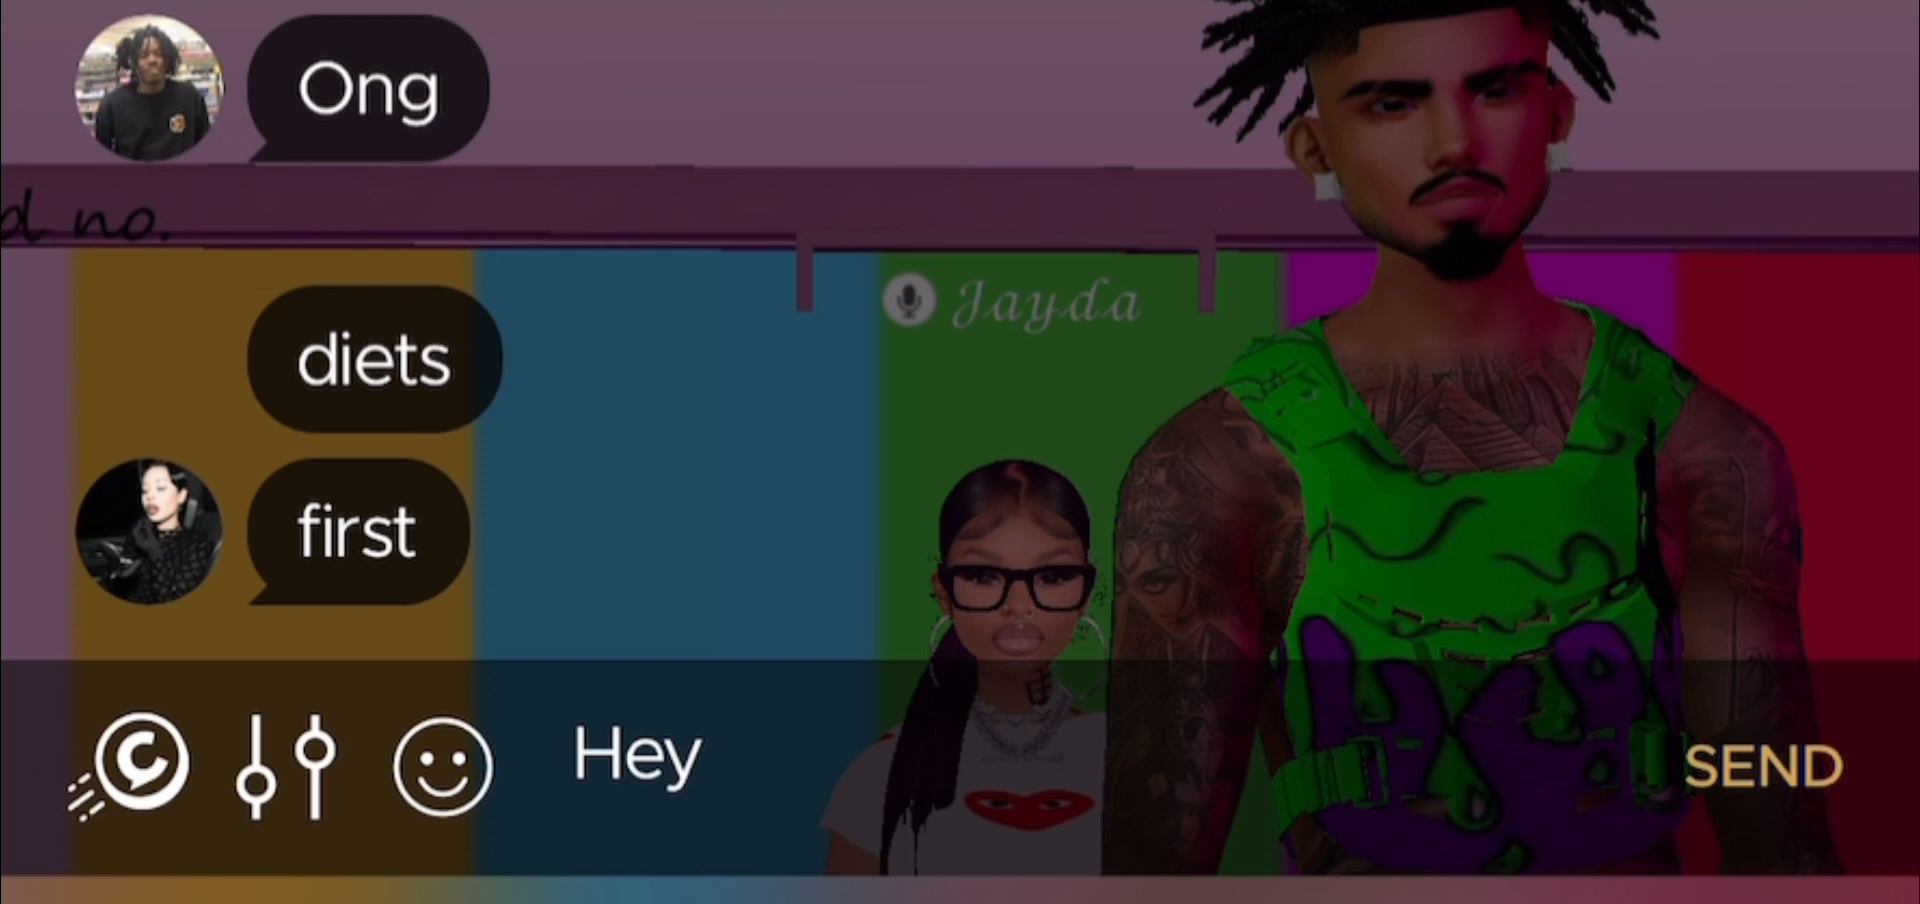 Ong
d no.
diets
Jayda
first
Hey
SEND